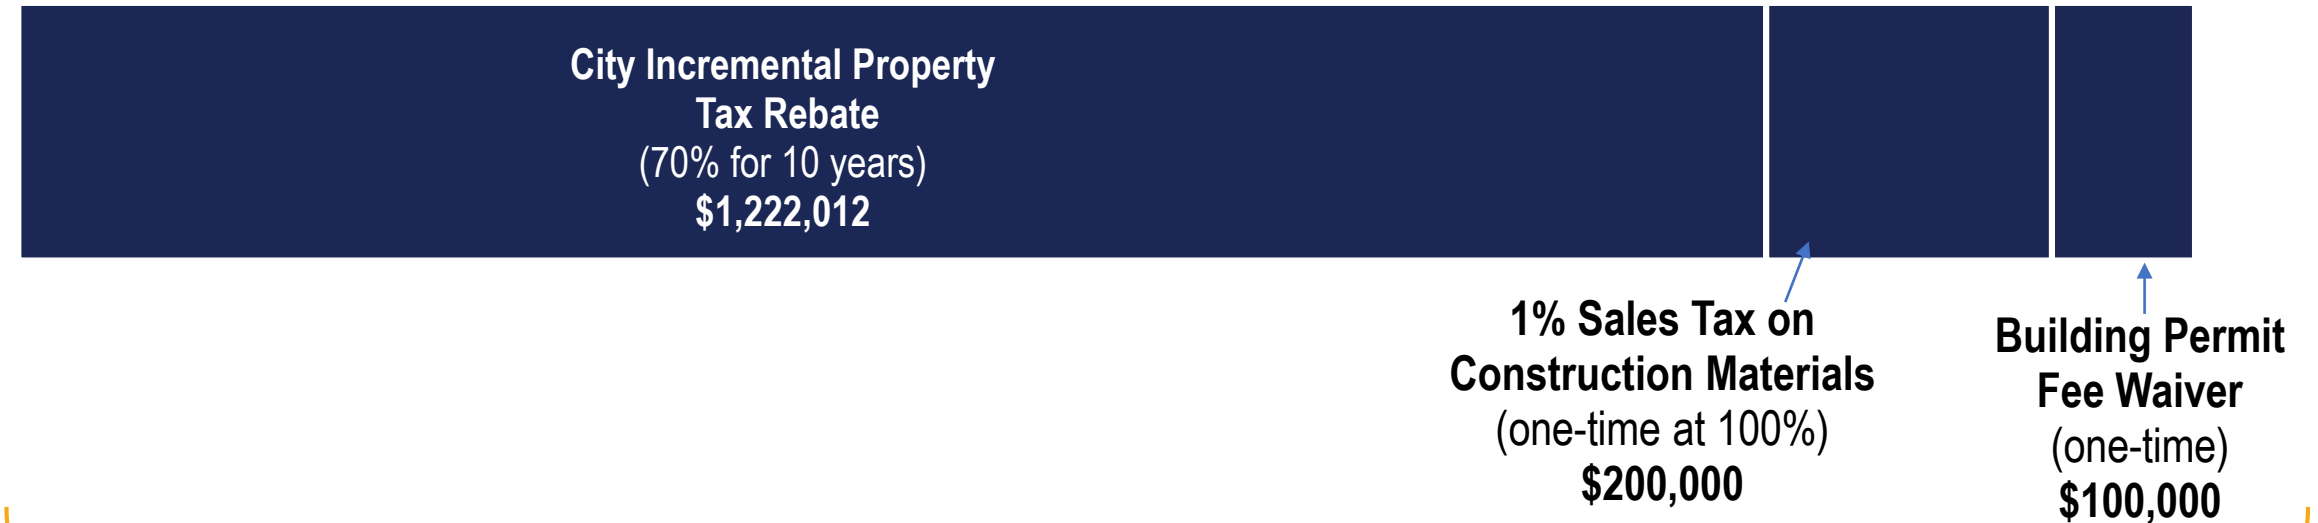 City Incremental Property
Tax Rebate
(70% for 10 years)
$1,222,012
1% Sales Tax on
Construction Materials
(one-time at 100%)
$200,000
Building Permit
Fee Waiver
(one-time)
$100,000